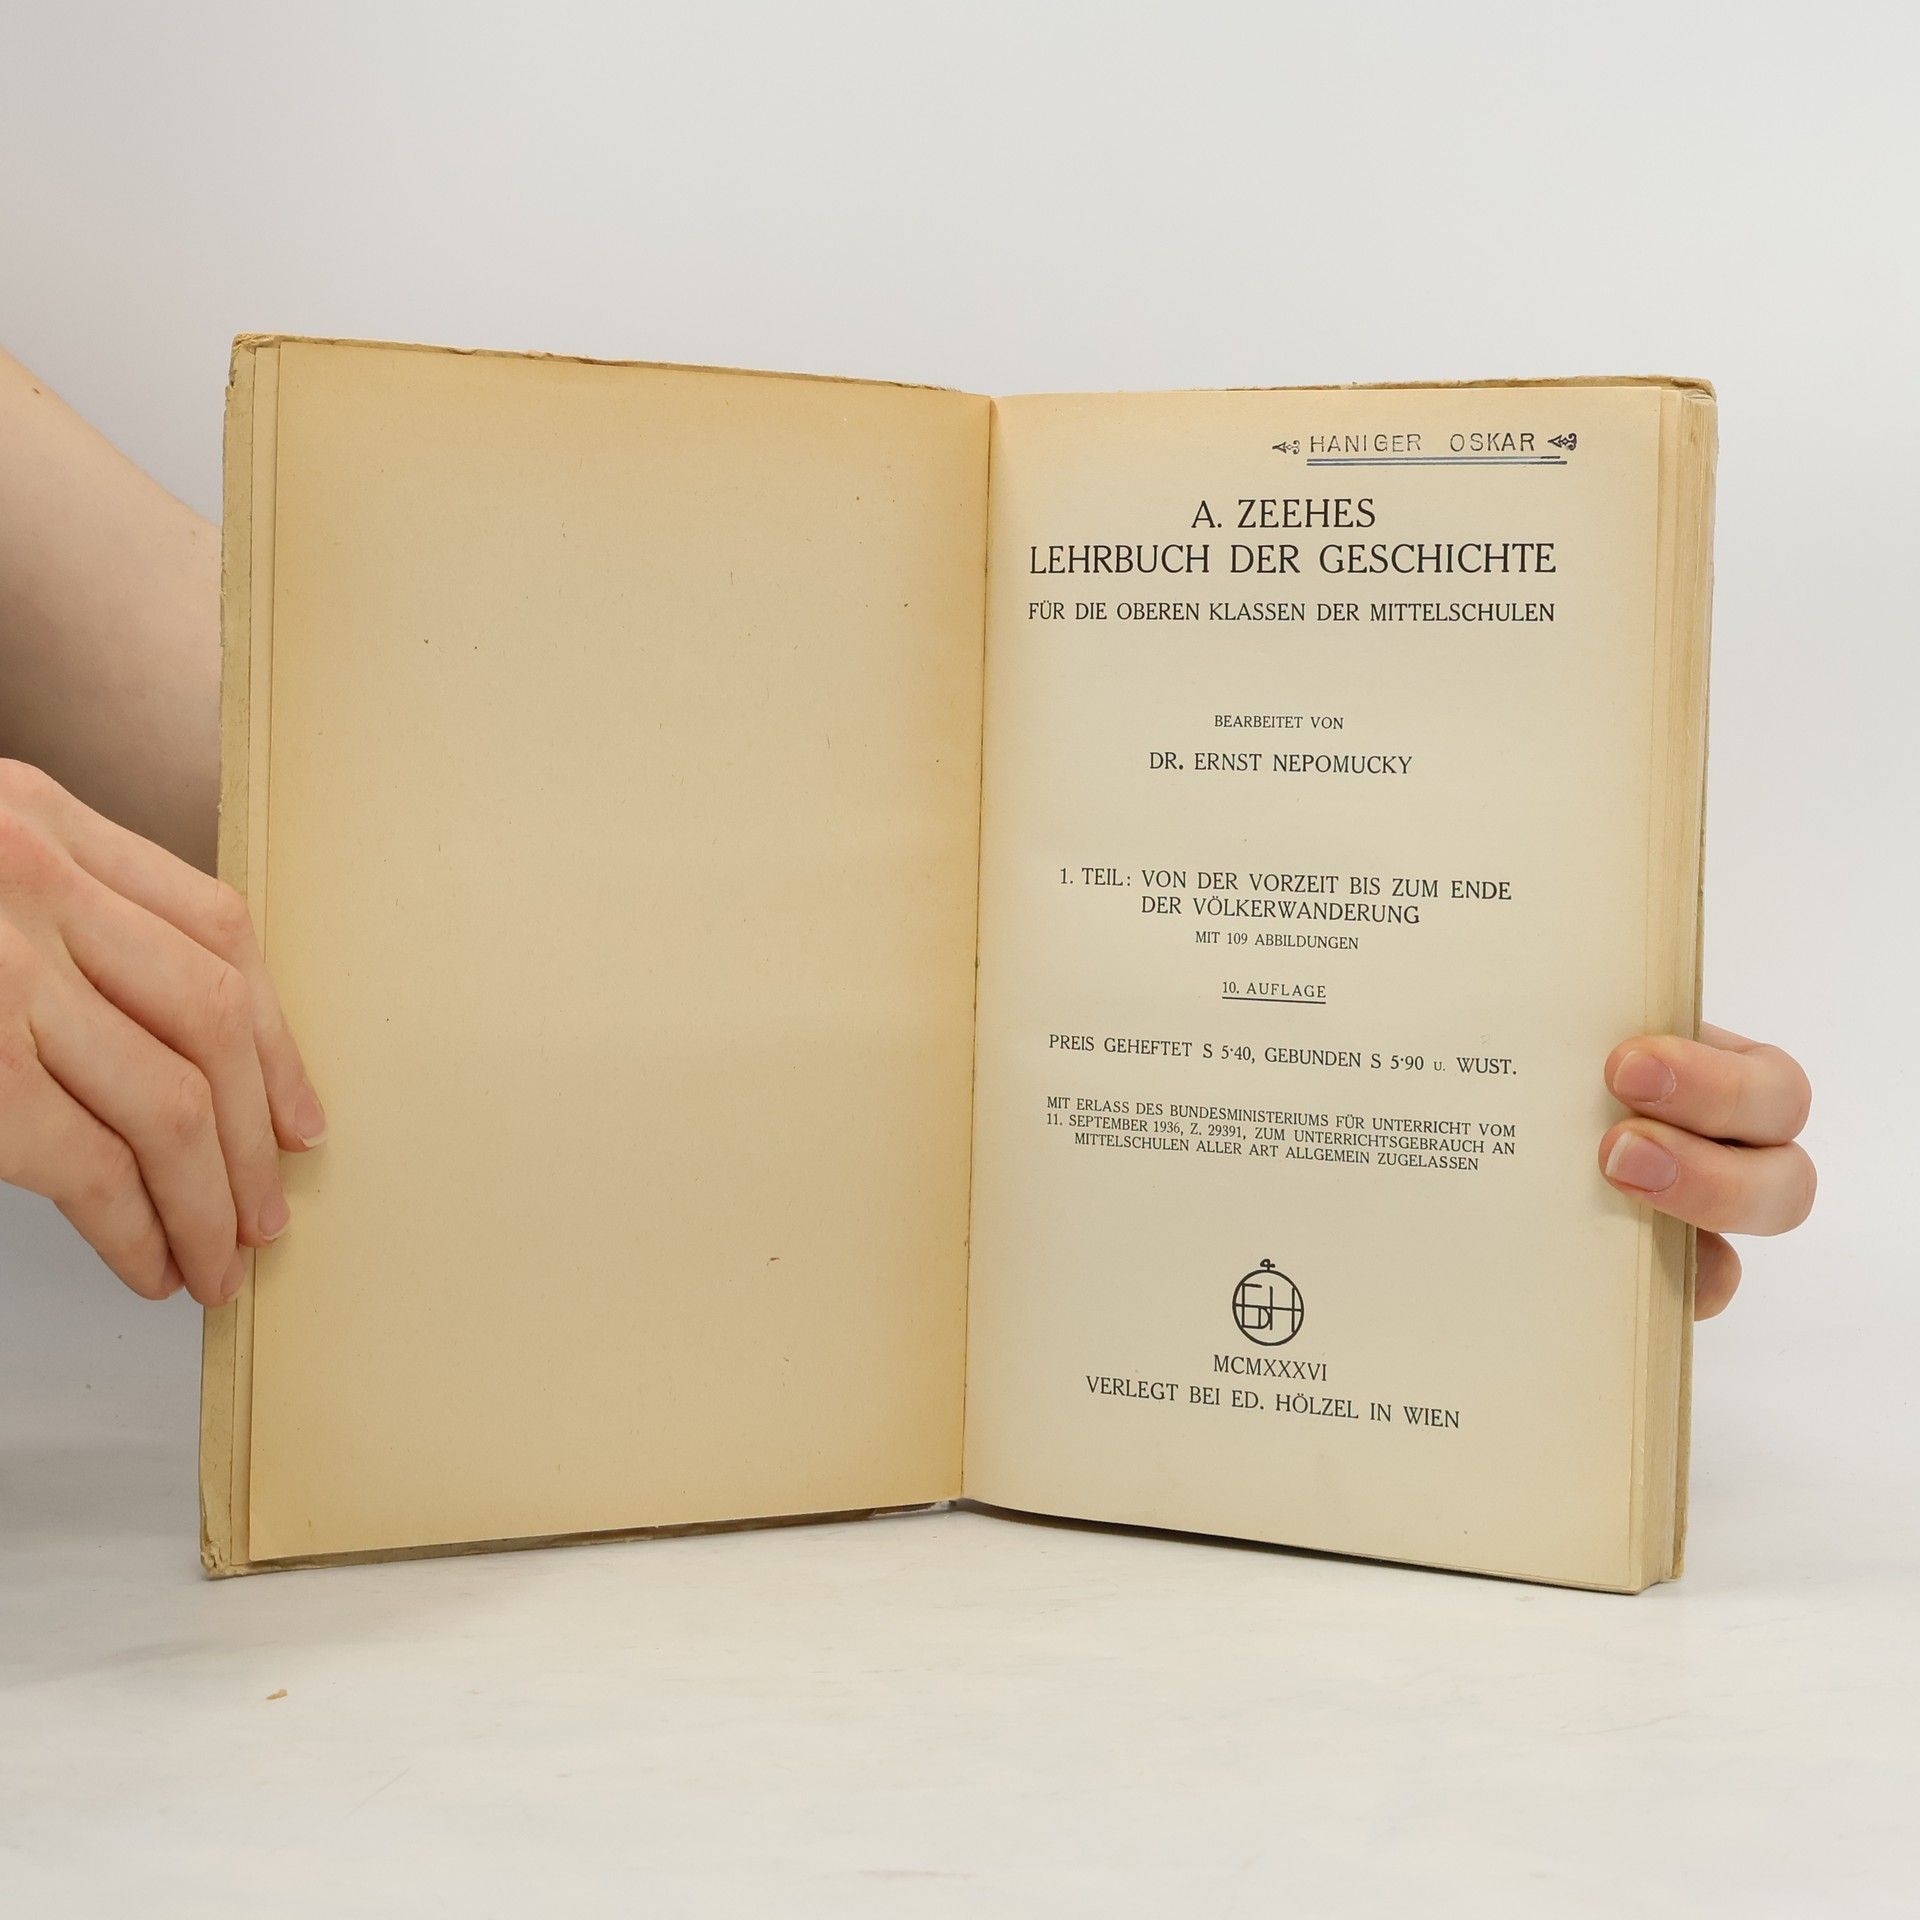 HANIGER OSKAR
A. ZEEHES
LEHRBUCH DER GESCHICHTE
FÜR DIE OBEREN KLASSEN DER MITTELSCHULEN
BEARBEITET VON
DR. ERNST NEPOMUCKY
1. TEIL: VON DER VORZEIT BIS ZUM ENDE
DER VÖLKERWANDERUNG
MIT 109 ABBILDUNGEN
10. AUFLAGE
PREIS GEHEFTET S 5·40, GEBUNDEN S 5·90 U. WUST.
MIT ERLASS DES BUNDESMINISTERIUMS FÜR UNTERRICHT VOM
11. SEPTEMBER 1936, Z. 29391, ZUM UNTERRICHTSGEBRAUCH AN
MITTELSCHULEN ALLER ART ALLGEMEIN ZUGELASSEN
EDH
MCMXXXVI
VERLEGT BEI ED. HÖLZEL IN WIEN